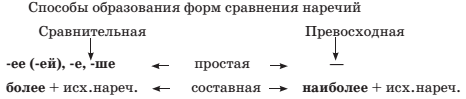 Способы образования форм сравнения наречий
Сравнительная Превосходная
-ее (-ей), -е, -ше простая —
более + исх.нареч. составная наиболее + исх.нареч.